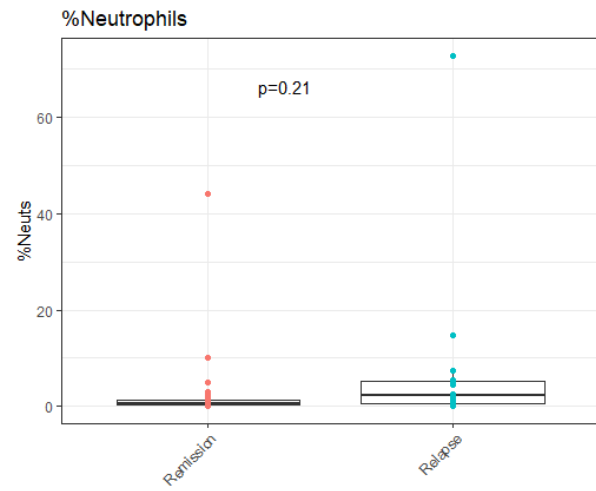 %Neutrophils
p=0.21
60
40
20
0
%Neuts
Remission
Relapse